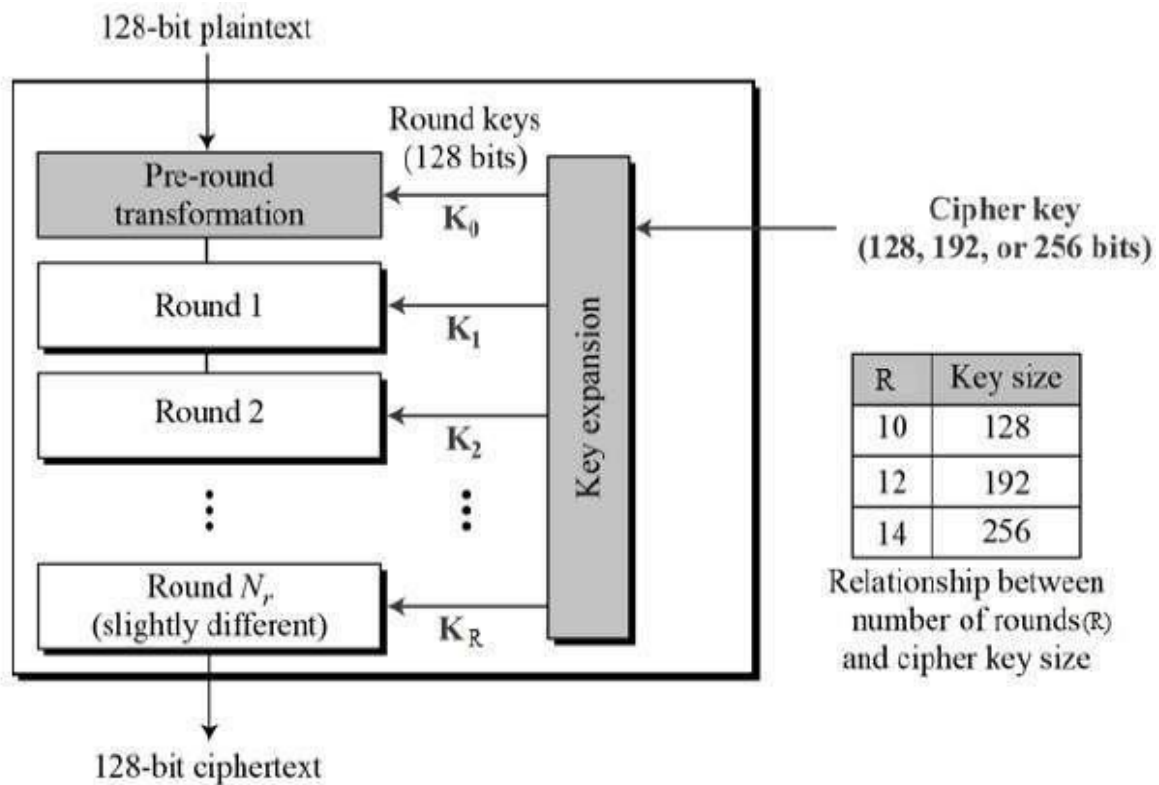 128-bit plaintext
Round keys
(128 bits)
Pre-round
transformation
K₀
Cipher key
(128, 192, or 256 bits)
Round 1
K₁
Round 2
K₂
Key expansion
R Key size
10 128
12 192
14 256
Relationship between
number of rounds(R)
and cipher key size
Round Nᵣ
(slightly different)
K R
128-bit ciphertext